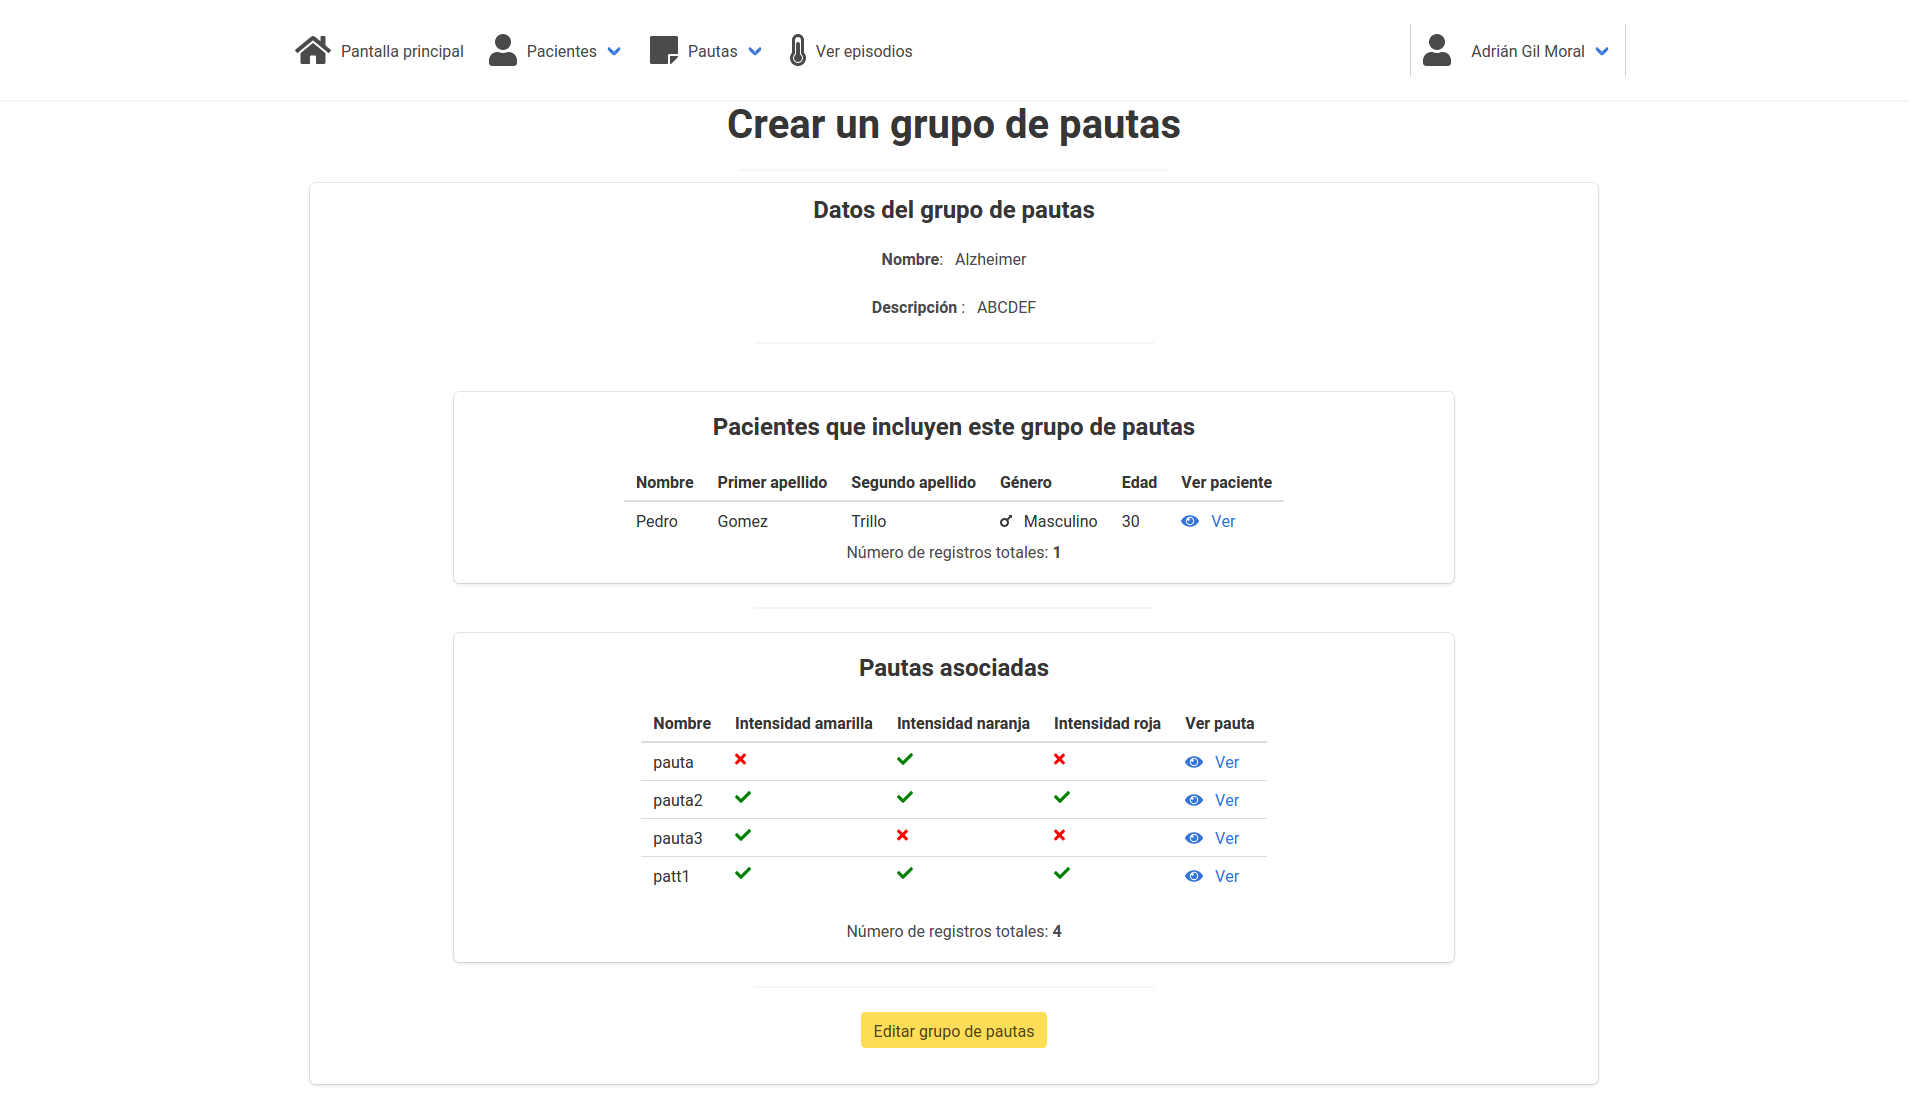 Pantalla principal Pacientes Pautas Ver episodios Adrián Gil Moral
Crear un grupo de pautas
Datos del grupo de pautas
Nombre: Alzheimer
Descripción : ABCDEF
Pacientes que incluyen este grupo de pautas
Nombre Primer apellido Segundo apellido Género Edad Ver paciente
Pedro Gomez Trillo Masculino 30 Ver
Número de registros totales: 1
Pautas asociadas
Nombre Intensidad amarilla Intensidad naranja Intensidad roja Ver pauta
pauta Ver
pauta2 Ver
pauta3 Ver
patt1 Ver
Número de registros totales: 4
Editar grupo de pautas